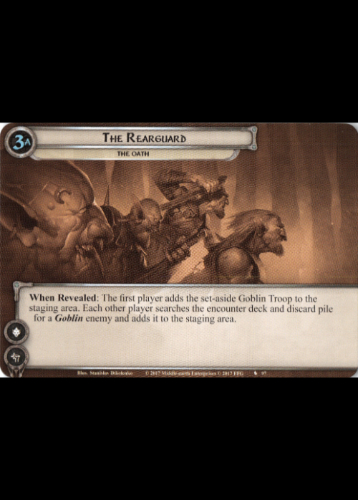 3A
THE REARGUARD
THE OATH
When Revealed: The first player adds the set-aside Goblin Troop to the
staging area. Each other player searches the encounter deck and discard pile
for a Goblin enemy and adds it to the staging area.
© 2017 Middle-earth Enterprises © 2017 FFG